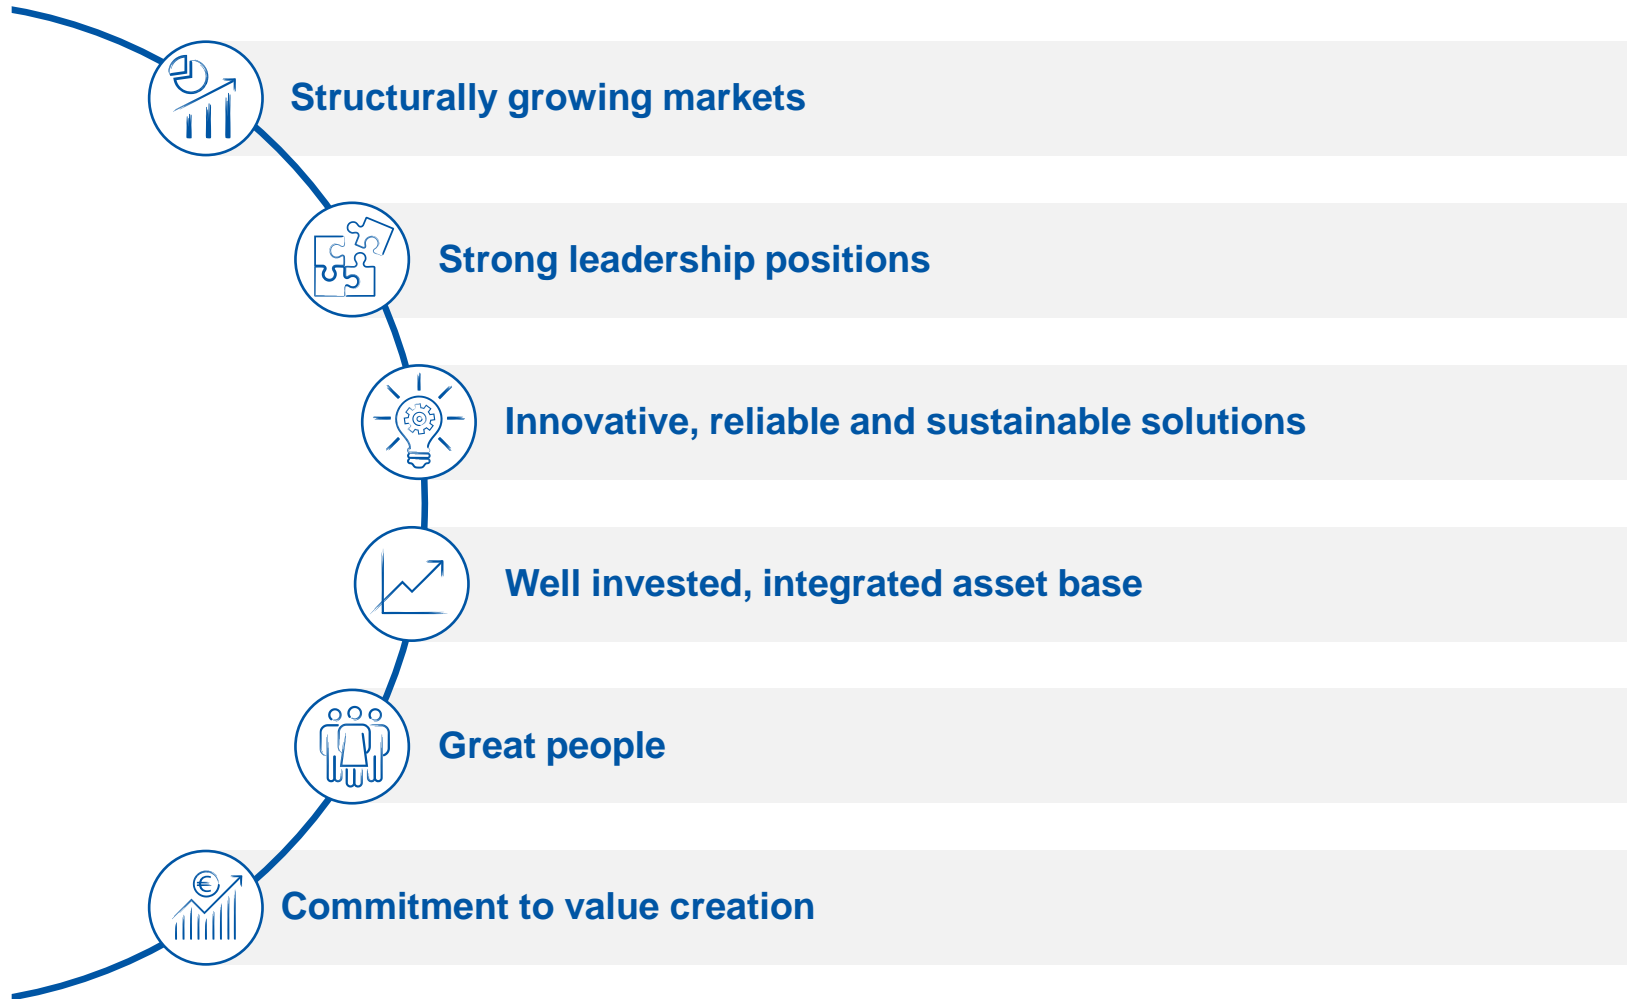 Structurally growing markets
Strong leadership positions
Innovative, reliable and sustainable solutions
Well invested, integrated asset base
Great people
€
Commitment to value creation